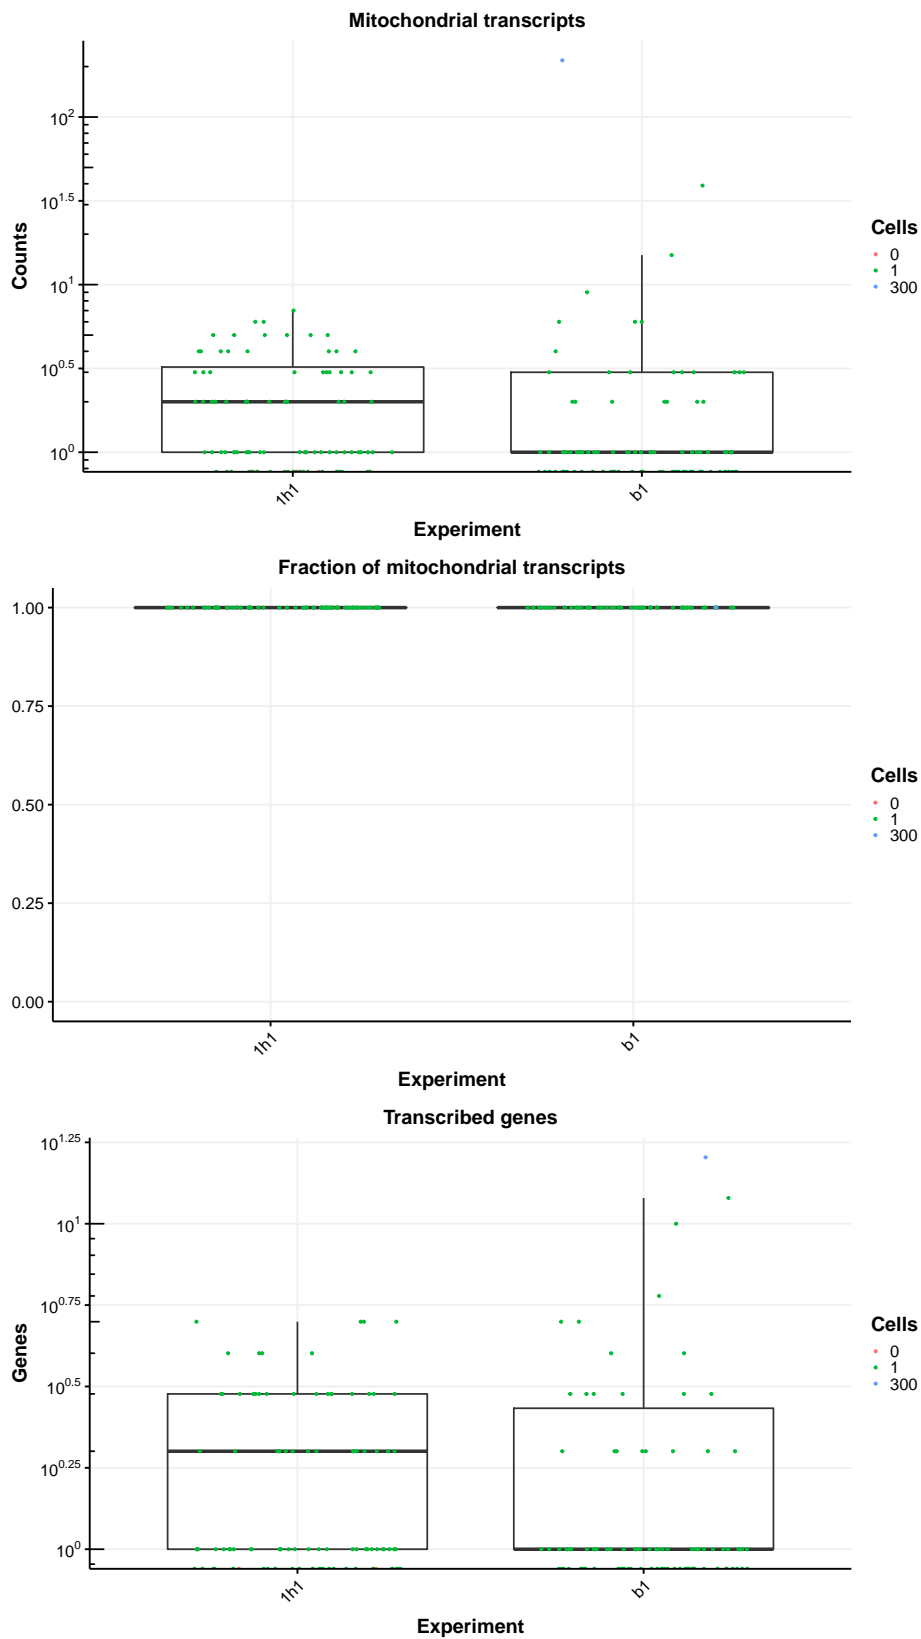 Mitochondrial transcripts
10^2
10^1.5
10^1
10^0.5
10^0
Counts
1h1
b1
Experiment
Cells
0
1
300
Fraction of mitochondrial transcripts
1.00
0.75
0.50
0.25
0.00
1h1
b1
Experiment
Cells
0
1
300
Transcribed genes
10^1.25
10^1
10^0.75
10^0.5
10^0.25
10^0
Genes
1h1
b1
Experiment
Cells
0
1
300